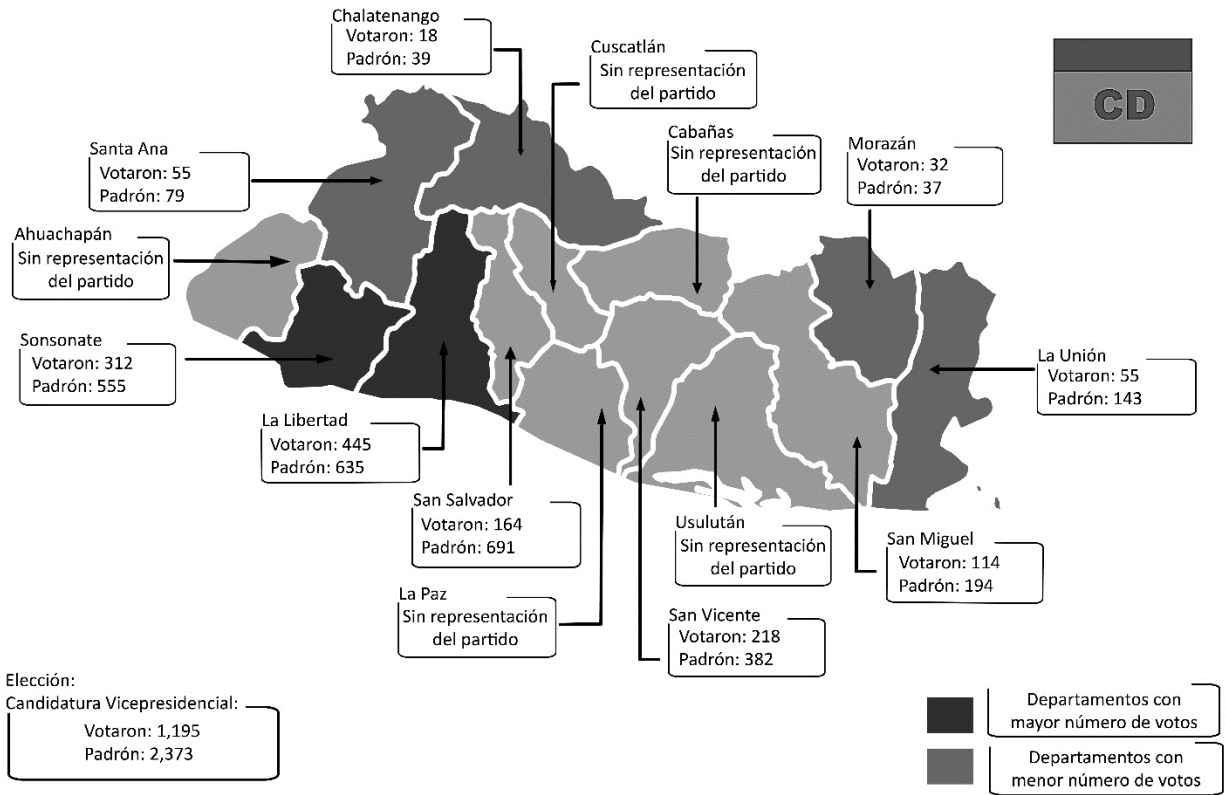 Chalatenango
Votaron: 18
Padrón: 39
Cuscatlán
Sin representación
del partido
CD
Santa Ana
Votaron: 55
Padrón: 79
Cabañas
Sin representación
del partido
Morazán
Votaron: 32
Padrón: 37
Ahuachapán
Sin representación
del partido
Sonsonate
Votaron: 312
Padrón: 555
La Unión
Votaron: 55
Padrón: 143
La Libertad
Votaron: 445
Padrón: 635
San Salvador
Votaron: 164
Padrón: 691
Usulután
Sin representación
del partido
San Miguel
Votaron: 114
Padrón: 194
La Paz
Sin representación
del partido
San Vicente
Votaron: 218
Padrón: 382
Elección:
Candidatura Vicepresidencial:
Votaron: 1,195
Padrón: 2,373
Departamentos con
mayor número de votos
Departamentos con
menor número de votos